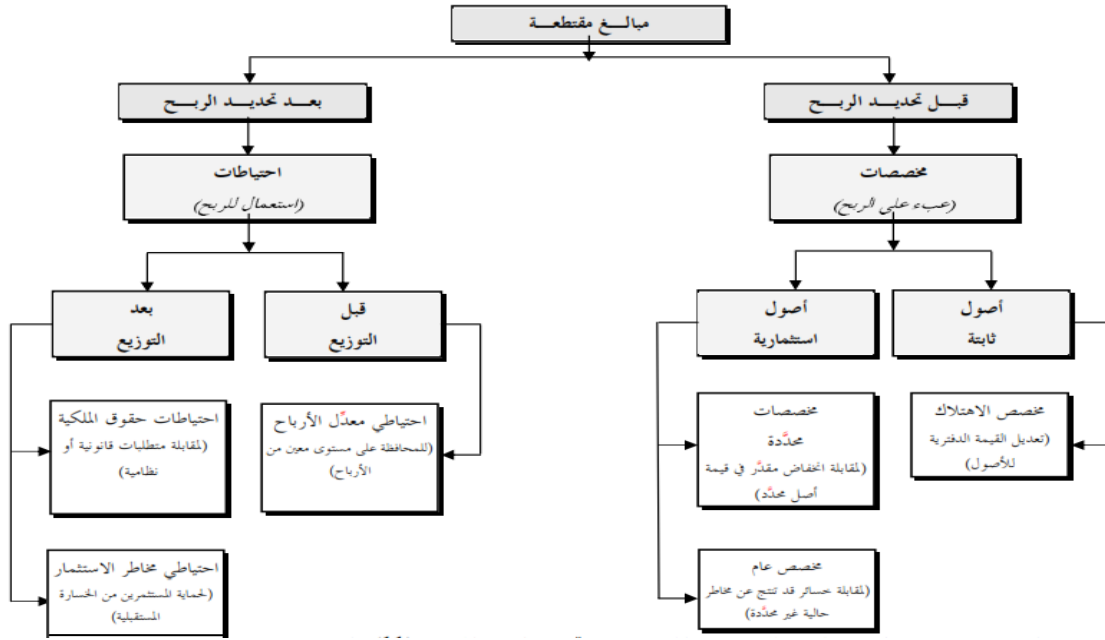 مبالغ مقتطعة
قبل تحديد الربح
بعد تحديد الربح
مخصصات
(عبء على الربح)
احتياطات
(استعمال للربح)
أصول
ثابتة
أصول
استثمارية
قبل
التوزيع
بعد
التوزيع
مخصص الاهتلاك
(تعديل القيمة الدفترية
للأصول)
مخصصات
محدَّدة
(لمقابلة انخفاض مقدَّر في قيمة
أصل محدَّد)
احتياطي معدَّل الأرباح
(للمحافظة على مستوى معين من
الأرباح)
احتياطات حقوق الملكية
(لمقابلة متطلبات قانونية أو
نظامية)
مخصص عام
(لمقابلة خسائر قد تنتج عن مخاطر
حالية غير محدَّدة)
احتياطي مخاطر الاستثمار
(لحماية المستثمرين من الخسارة
المستقبلية)